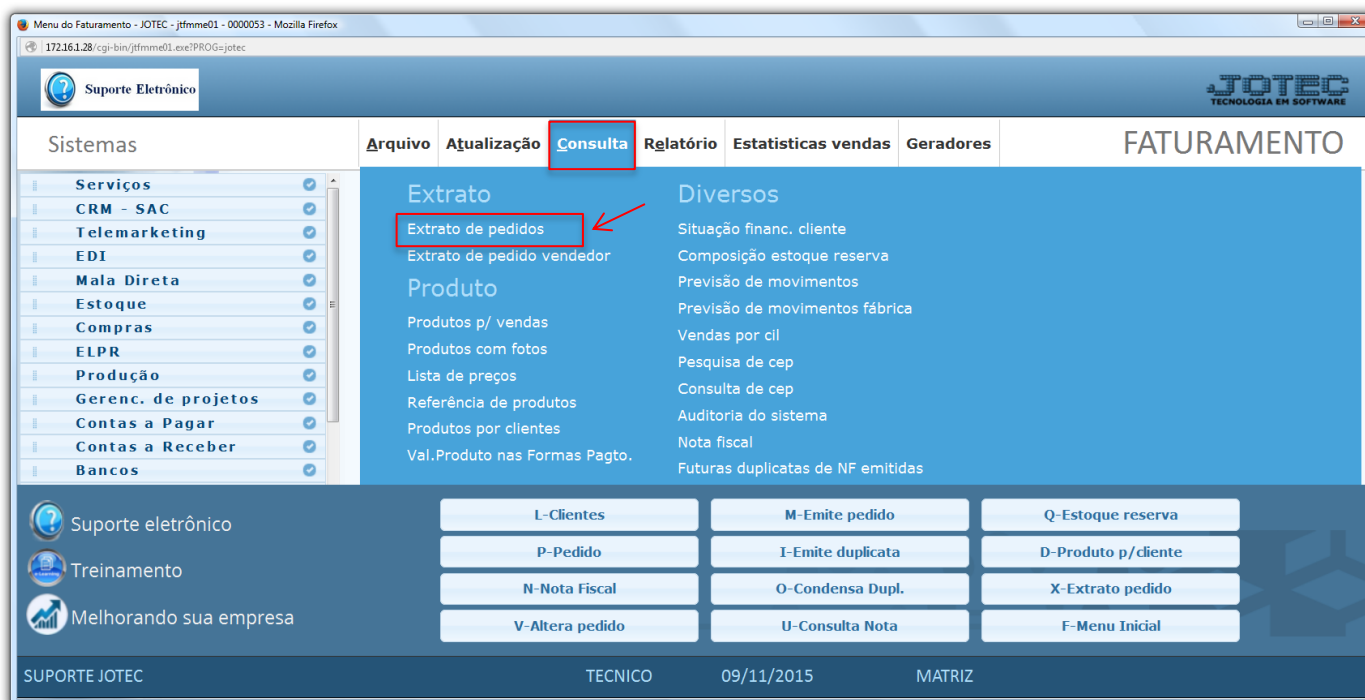 Menu do Faturamento - JOTEC - jtfmme01 - 0000053 - Mozilla Firefox
172.16.1.28/cgi-bin/jtfmme01.exe?PROG=jotec
Suporte Eletrônico
JOTEC
TECNOLOGIA EM SOFTWARE
Sistemas
Arquivo Atualização Consulta Relatório Estatisticas vendas Geradores
FATURAMENTO
Serviços
CRM - SAC
Telemarketing
EDI
Mala Direta
Estoque
Compras
ELPR
Produção
Gerenc. de projetos
Contas a Pagar
Contas a Receber
Bancos
Extrato
Extrato de pedidos
Extrato de pedido vendedor
Produto
Produtos p/ vendas
Produtos com fotos
Lista de preços
Referência de produtos
Produtos por clientes
Val.Produto nas Formas Pagto.
Diversos
Situação financ. cliente
Composição estoque reserva
Previsão de movimentos
Previsão de movimentos fábrica
Vendas por cil
Pesquisa de cep
Consulta de cep
Auditoria do sistema
Nota fiscal
Futuras duplicatas de NF emitidas
Suporte eletrônico
Treinamento
Melhorando sua empresa
L-Clientes M-Emite pedido Q-Estoque reserva
P-Pedido I-Emite duplicata D-Produto p/cliente
N-Nota Fiscal O-Condensa Dupl. X-Extrato pedido
V-Altera pedido U-Consulta Nota F-Menu Inicial
SUPORTE JOTEC TECNICO 09/11/2015 MATRIZ